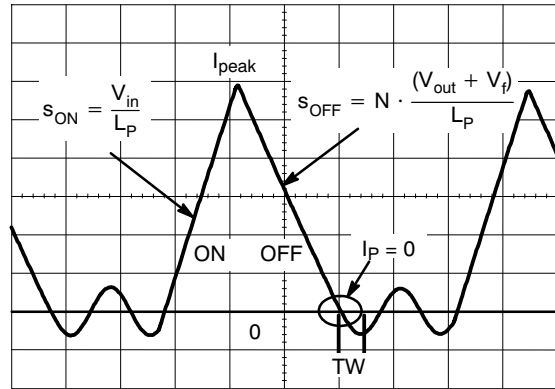 I_peak
s_ON = V_in / L_P
s_OFF = N · (V_out + V_f) / L_P
ON OFF
I_P = 0
0
TW